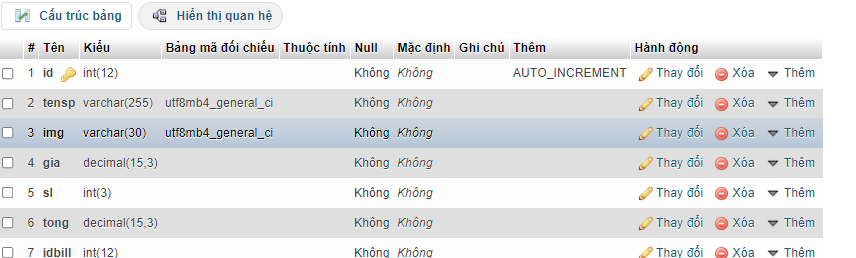 Cấu trúc bảng Hiển thị quan hệ
# Tên Kiểu Bảng mã đối chiếu Thuộc tính Null Mặc định Ghi chú Thêm Hành động
1 id int(12) Không Không AUTO_INCREMENT Thay đổi Xóa Thêm
2 tensp varchar(255) utf8mb4_general_ci Không Không Thay đổi Xóa Thêm
3 img varchar(30) utf8mb4_general_ci Không Không Thay đổi Xóa Thêm
4 gia decimal(15,3) Không Không Thay đổi Xóa Thêm
5 sl int(3) Không Không Thay đổi Xóa Thêm
6 tong decimal(15,3) Không Không Thay đổi Xóa Thêm
7 idbill int(12) Không Không Thay đổi Xóa Thêm